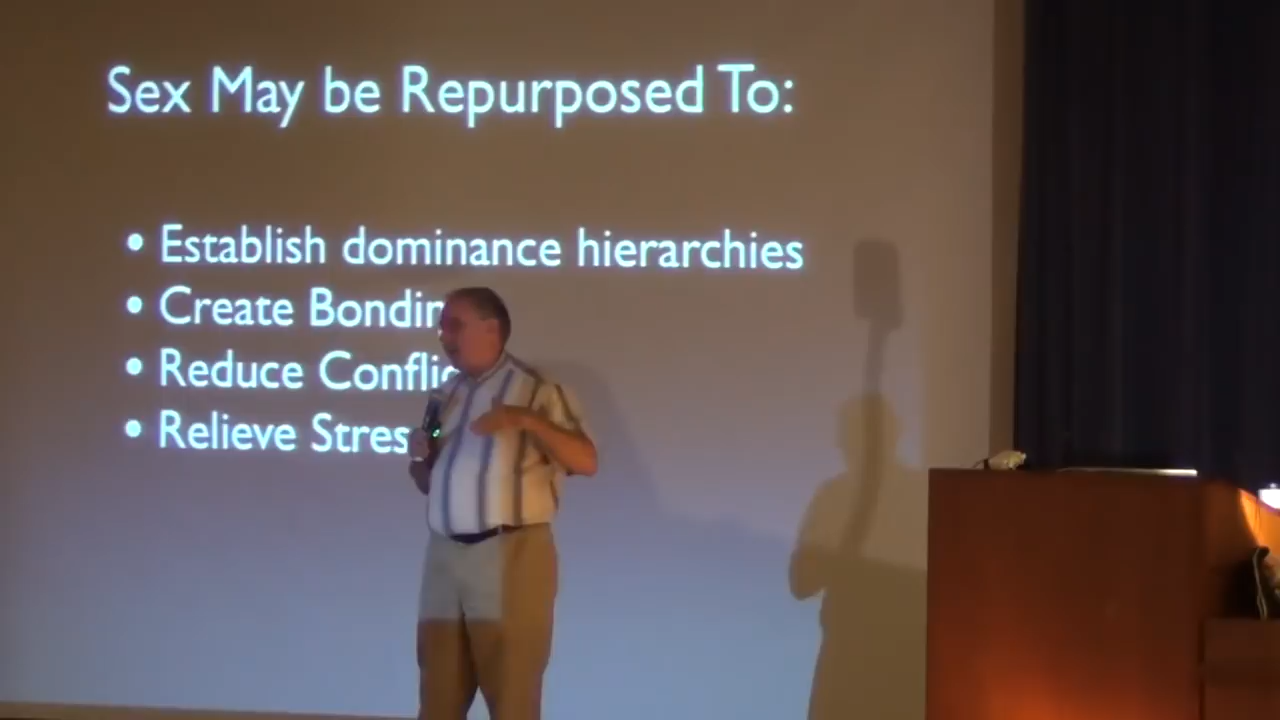 Sex May be Repurposed To:
• Establish dominance hierarchies
• Create Bondin
• Reduce Conflic
• Relieve Stres